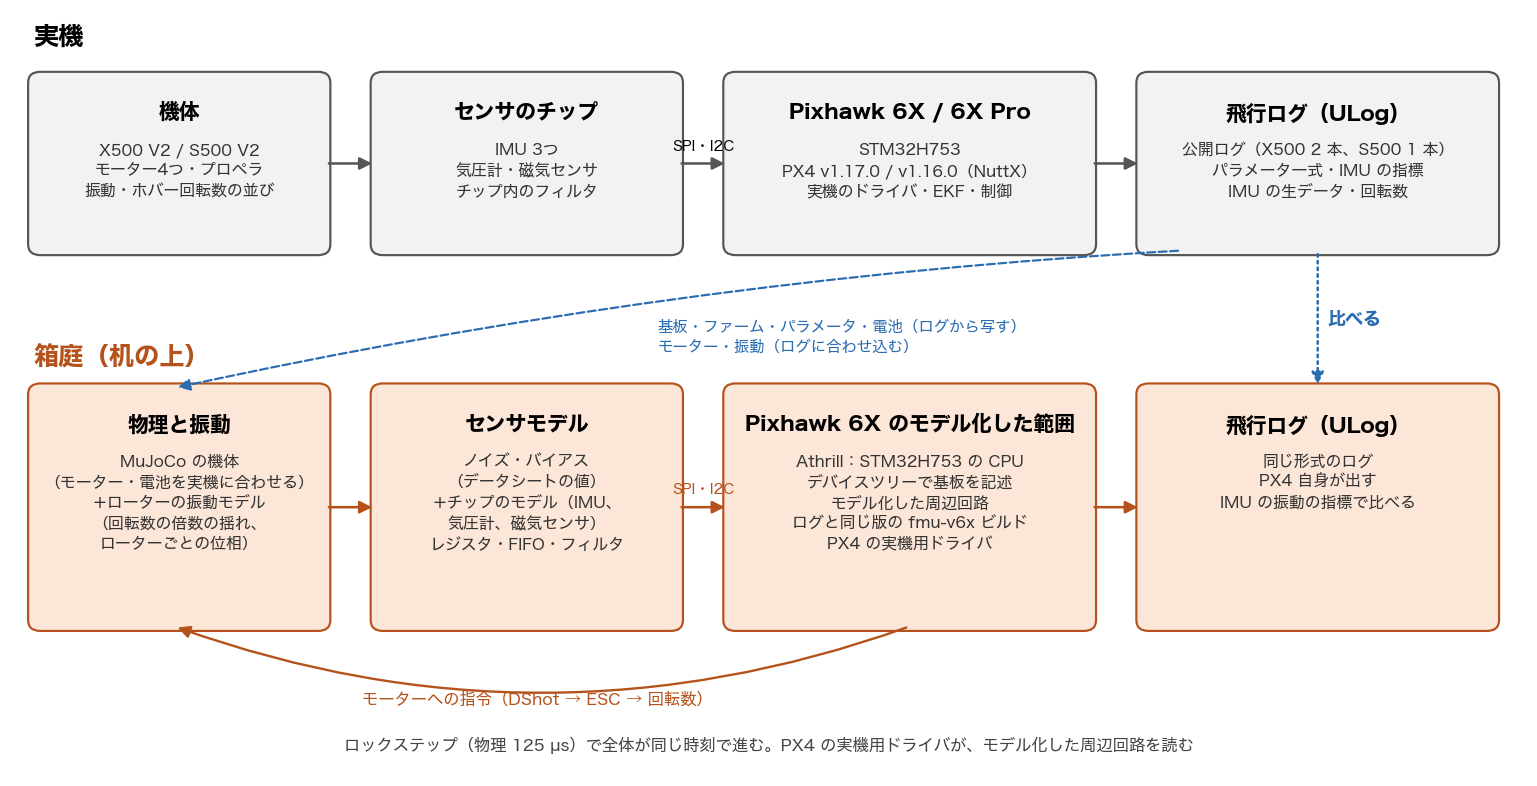 実機
機体
X500 V2 / S500 V2
モーター4つ・プロペラ
振動・ホバー回転数の並び
センサのチップ
IMU 3つ
気圧計・磁気センサ
チップ内のフィルタ
SPI・I2C
Pixhawk 6X / 6X Pro
STM32H753
PX4 v1.17.0 / v1.16.0（NuttX）
実機のドライバ・EKF・制御
飛行ログ（ULog）
公開ログ（X500 2 本、S500 1 本）
パラメーター式・IMU の指標
IMU の生データ・回転数
基板・ファーム・パラメータ・電池（ログから写す）
モーター・振動（ログに合わせ込む）
比べる
箱庭（机の上）
物理と振動
MuJoCo の機体
（モーター・電池を実機に合わせる）
＋ローターの振動モデル
（回転数の倍数の揺れ、
ローターごとの位相）
センサモデル
ノイズ・バイアス
（データシートの値）
＋チップのモデル（IMU、
気圧計、磁気センサ）
レジスタ・FIFO・フィルタ
SPI・I2C
Pixhawk 6X のモデル化した範囲
Athrill：STM32H753 の CPU
デバイスツリーで基板を記述
モデル化した周辺回路
ログと同じ版の fmu-v6x ビルド
PX4 の実機用ドライバ
飛行ログ（ULog）
同じ形式のログ
PX4 自身が出す
IMU の振動の指標で比べる
モーターへの指令（DShot → ESC → 回転数）
ロックステップ（物理 125 µs）で全体が同じ時刻で進む。PX4 の実機用ドライバが、モデル化した周辺回路を読む